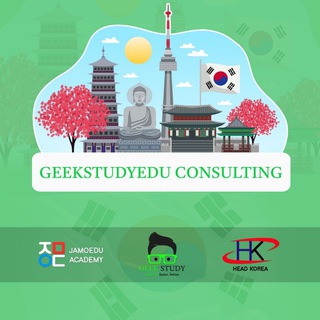 GEEKSTUDYEDU CONSULTING
JAMOEDU
ACADEMY
GEEK STUDY
HK
HEAD KOREA